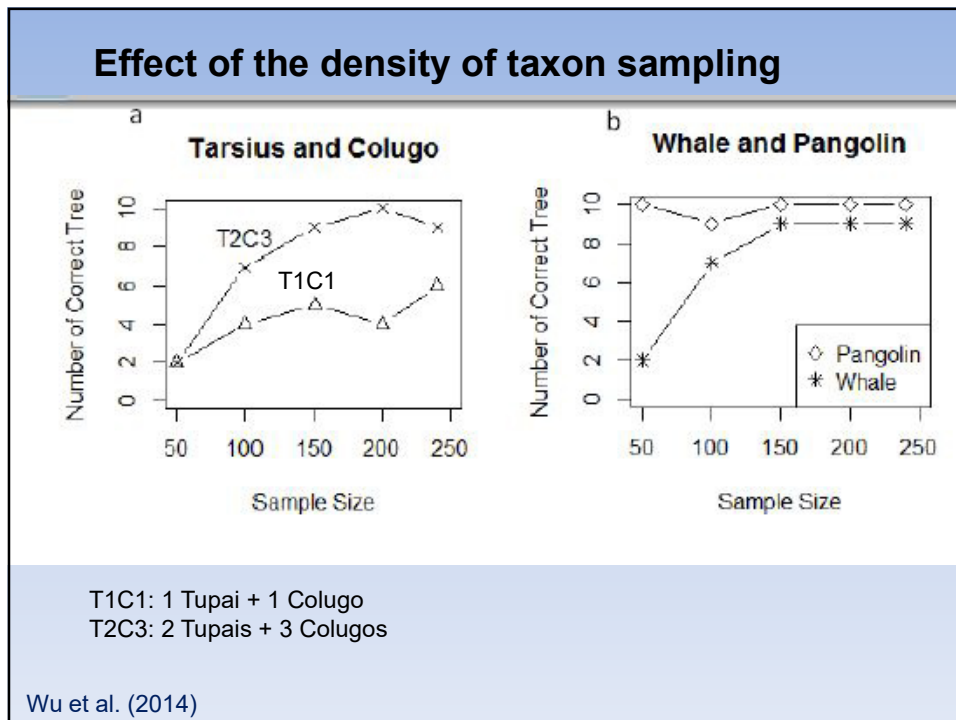 Effect of the density of taxon sampling
a
Tarsius and Colugo
Number of Correct Tree
10
8
6
4
2
0
T2C3
T1C1
50 100 150 200 250
Sample Size
b
Whale and Pangolin
Number of Correct Tree
10
8
6
4
2
0
Pangolin
Whale
50 100 150 200 250
Sample Size
T1C1: 1 Tupai + 1 Colugo
T2C3: 2 Tupais + 3 Colugos
Wu et al. (2014)